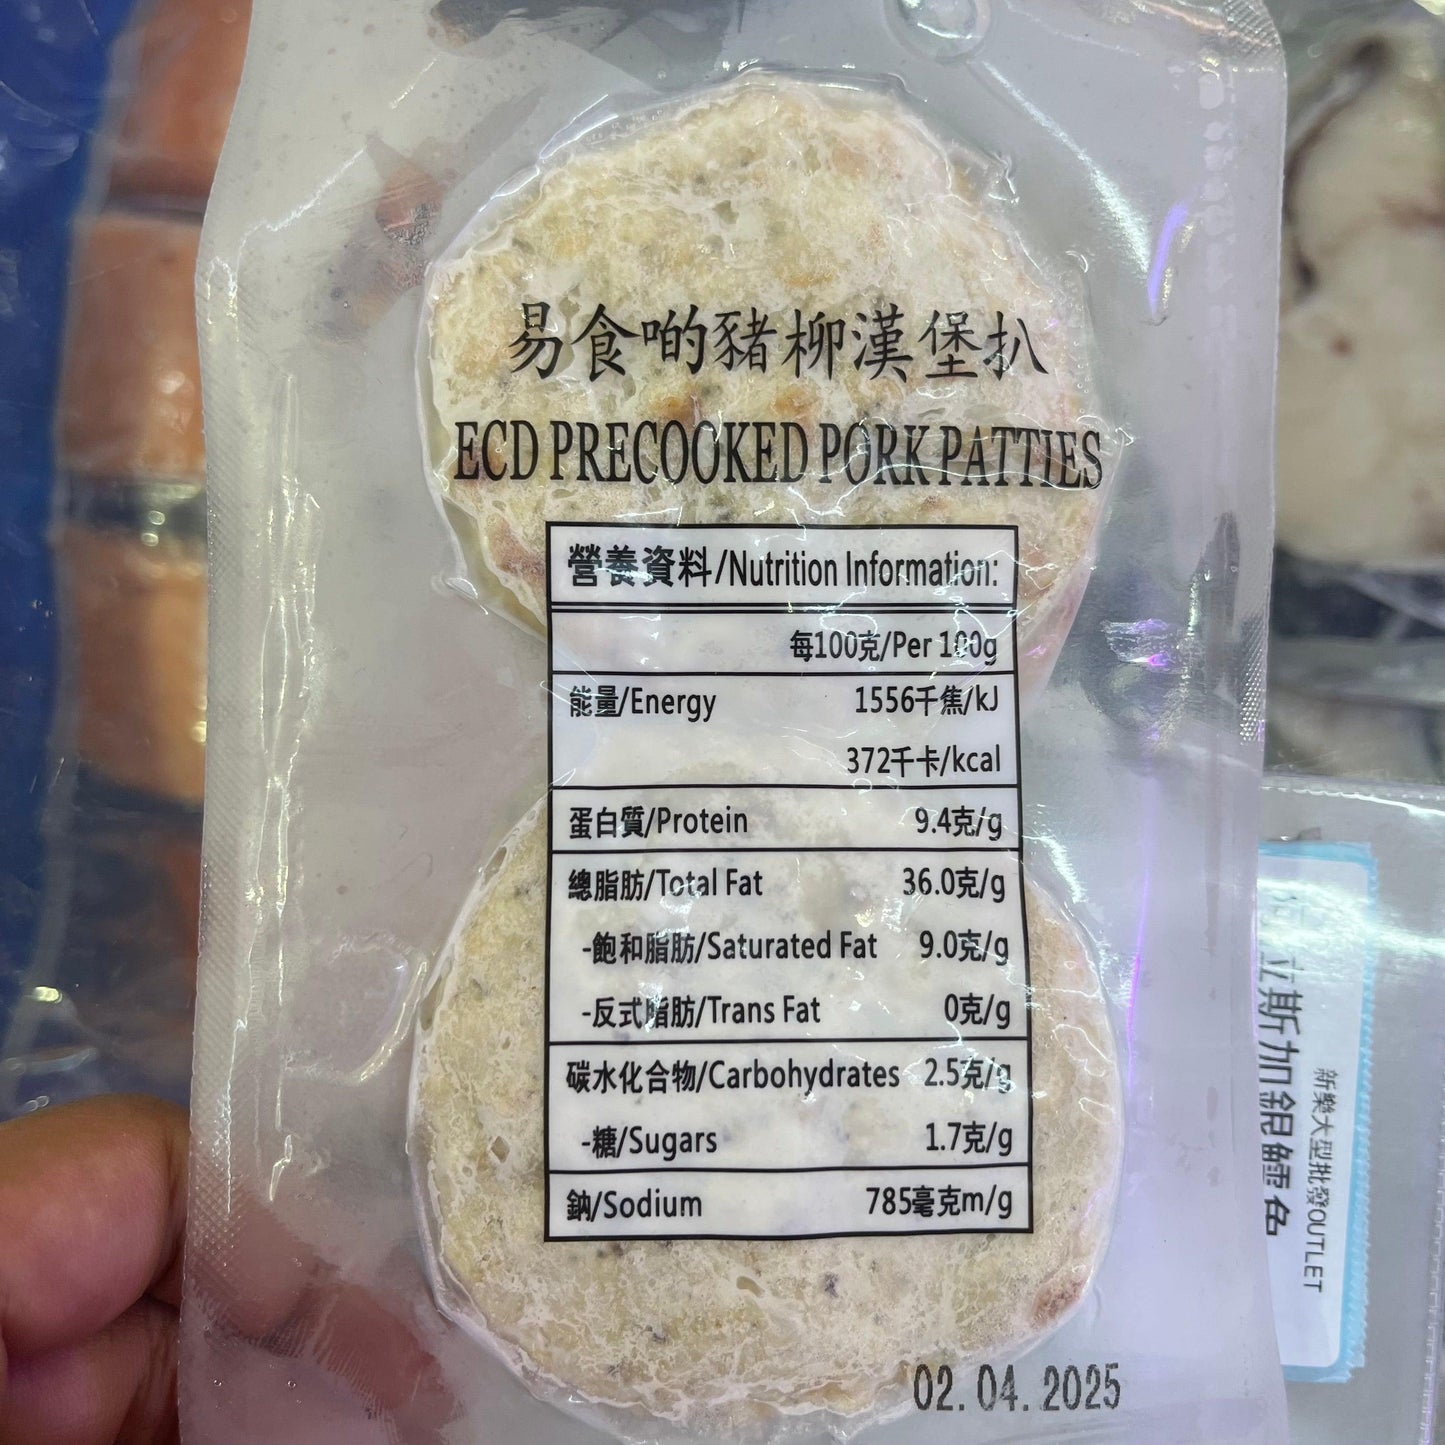 易食啲豬柳漢堡扒
ECD PRECOOKED PORK PATTIES
營養資料/Nutrition Information:
每100克/Per 100g
能量/Energy 1556千焦/kJ
372千卡/kcal
蛋白質/Protein 9.4克/g
總脂肪/Total Fat 36.0克/g
-飽和脂肪/Saturated Fat 9.0克/g
-反式脂肪/Trans Fat 0克/g
碳水化合物/Carbohydrates 2.5克/g
-糖/Sugars 1.7克/g
鈉/Sodium 785毫克m/g
02.04.2025
新樂大型批發OUTLET
立斯加銀鱈